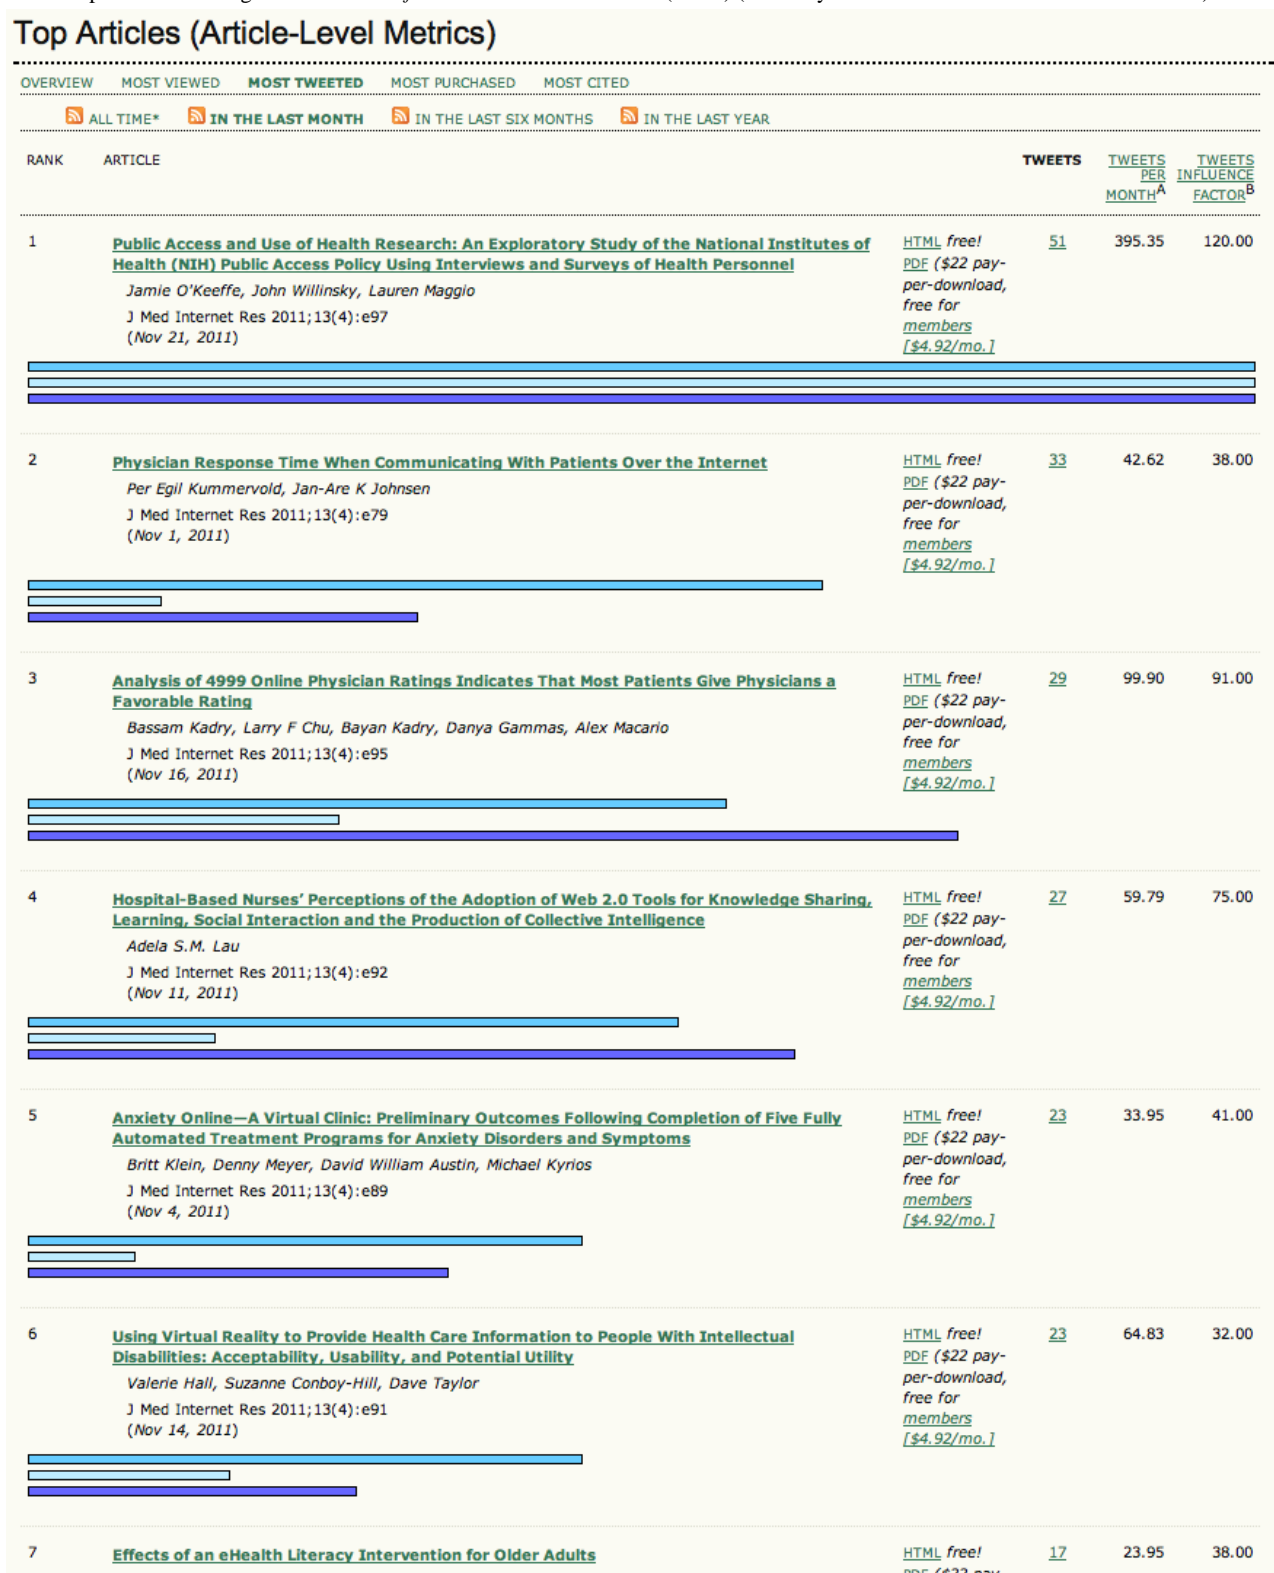 Top Articles (Article-Level Metrics)
OVERVIEW MOST VIEWED MOST TWEETED MOST PURCHASED MOST CITED
ALL TIME* IN THE LAST MONTH IN THE LAST SIX MONTHS IN THE LAST YEAR
RANK ARTICLE TWEETS TWEETS PER MONTHA TWEETS INFLUENCE FACTORB
1 Public Access and Use of Health Research: An Exploratory Study of the National Institutes of HTML free! 51 395.35 120.00
Health (NIH) Public Access Policy Using Interviews and Surveys of Health Personnel PDF ($22 pay-
Jamie O'Keeffe, John Willinsky, Lauren Maggio per-download,
J Med Internet Res 2011;13(4):e97 free for
(Nov 21, 2011) members
[$4.92/mo.]
2 Physician Response Time When Communicating With Patients Over the Internet HTML free! 33 42.62 38.00
PDF ($22 pay-
Per Egil Kummervold, Jan-Are K Johnsen per-download,
J Med Internet Res 2011;13(4):e79 free for
(Nov 1, 2011) members
[$4.92/mo.]
3 Analysis of 4999 Online Physician Ratings Indicates That Most Patients Give Physicians a HTML free! 29 99.90 91.00
Favorable Rating PDF ($22 pay-
Bassam Kadry, Larry F Chu, Bayan Kadry, Danya Gammas, Alex Macario per-download,
J Med Internet Res 2011;13(4):e95 free for
(Nov 16, 2011) members
[$4.92/mo.]
4 Hospital-Based Nurses’ Perceptions of the Adoption of Web 2.0 Tools for Knowledge Sharing, HTML free! 27 59.79 75.00
Learning, Social Interaction and the Production of Collective Intelligence PDF ($22 pay-
Adela S.M. Lau per-download,
J Med Internet Res 2011;13(4):e92 free for
(Nov 11, 2011) members
[$4.92/mo.]
5 Anxiety Online—A Virtual Clinic: Preliminary Outcomes Following Completion of Five Fully HTML free! 23 33.95 41.00
Automated Treatment Programs for Anxiety Disorders and Symptoms PDF ($22 pay-
Britt Klein, Denny Meyer, David William Austin, Michael Kyrios per-download,
J Med Internet Res 2011;13(4):e89 free for
(Nov 4, 2011) members
[$4.92/mo.]
6 Using Virtual Reality to Provide Health Care Information to People With Intellectual HTML free! 23 64.83 32.00
Disabilities: Acceptability, Usability, and Potential Utility PDF ($22 pay-
Valerie Hall, Suzanne Conboy-Hill, Dave Taylor per-download,
J Med Internet Res 2011;13(4):e91 free for
(Nov 14, 2011) members
[$4.92/mo.]
7 Effects of an eHealth Literacy Intervention for Older Adults HTML free! 17 23.95 38.00